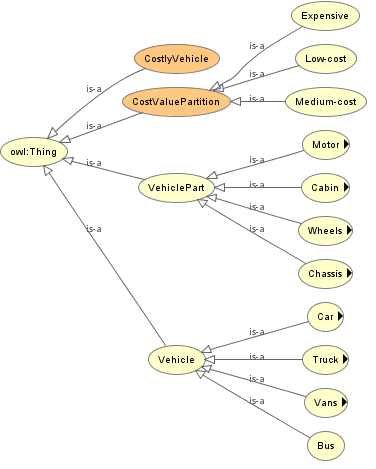 Expensive
CostlyVehicle
Low-cost
is-a
is-a
is-a
CostValuePartition
is-a
Medium-cost
is-a
Motor
owl:Thing
is-a
is-a
VehiclePart
is-a
Cabin
is-a
Wheels
is-a
is-a
Chassis
Car
is-a
Vehicle
is-a
Truck
is-a
Vans
is-a
Bus